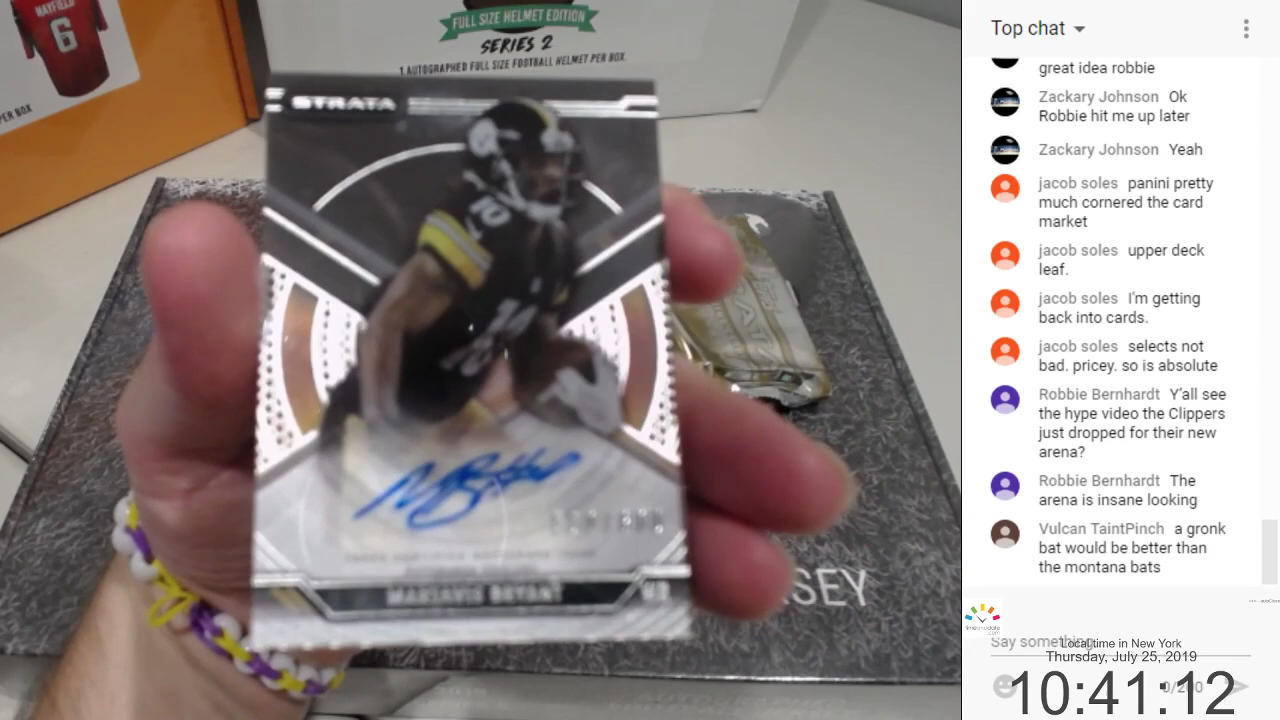 MAYFIELD
6
PER BOX
FULL SIZE HELMET EDITION
SERIES 2
1 AUTOGRAPHED FULL SIZE FOOTBALL HELMET PER BOX.
STRATA
10
MARTAVIS BRYANT
WR
SEY
Top chat
great idea robbie
Zackary Johnson Ok
Robbie hit me up later
Zackary Johnson Yeah
jacob soles panini pretty
much cornered the card
market
jacob soles upper deck
leaf.
jacob soles I'm getting
back into cards.
jacob soles selects not
bad. pricey. so is absolute
Robbie Bernhardt Y'all see
the hype video the Clippers
just dropped for their new
arena?
Robbie Bernhardt The
arena is insane looking
Vulcan TaintPinch a gronk
bat would be better than
the montana bats
timeanddate
.com
Say something...
Local time in New York
Thursday, July 25, 2019
0/200
10:41:12